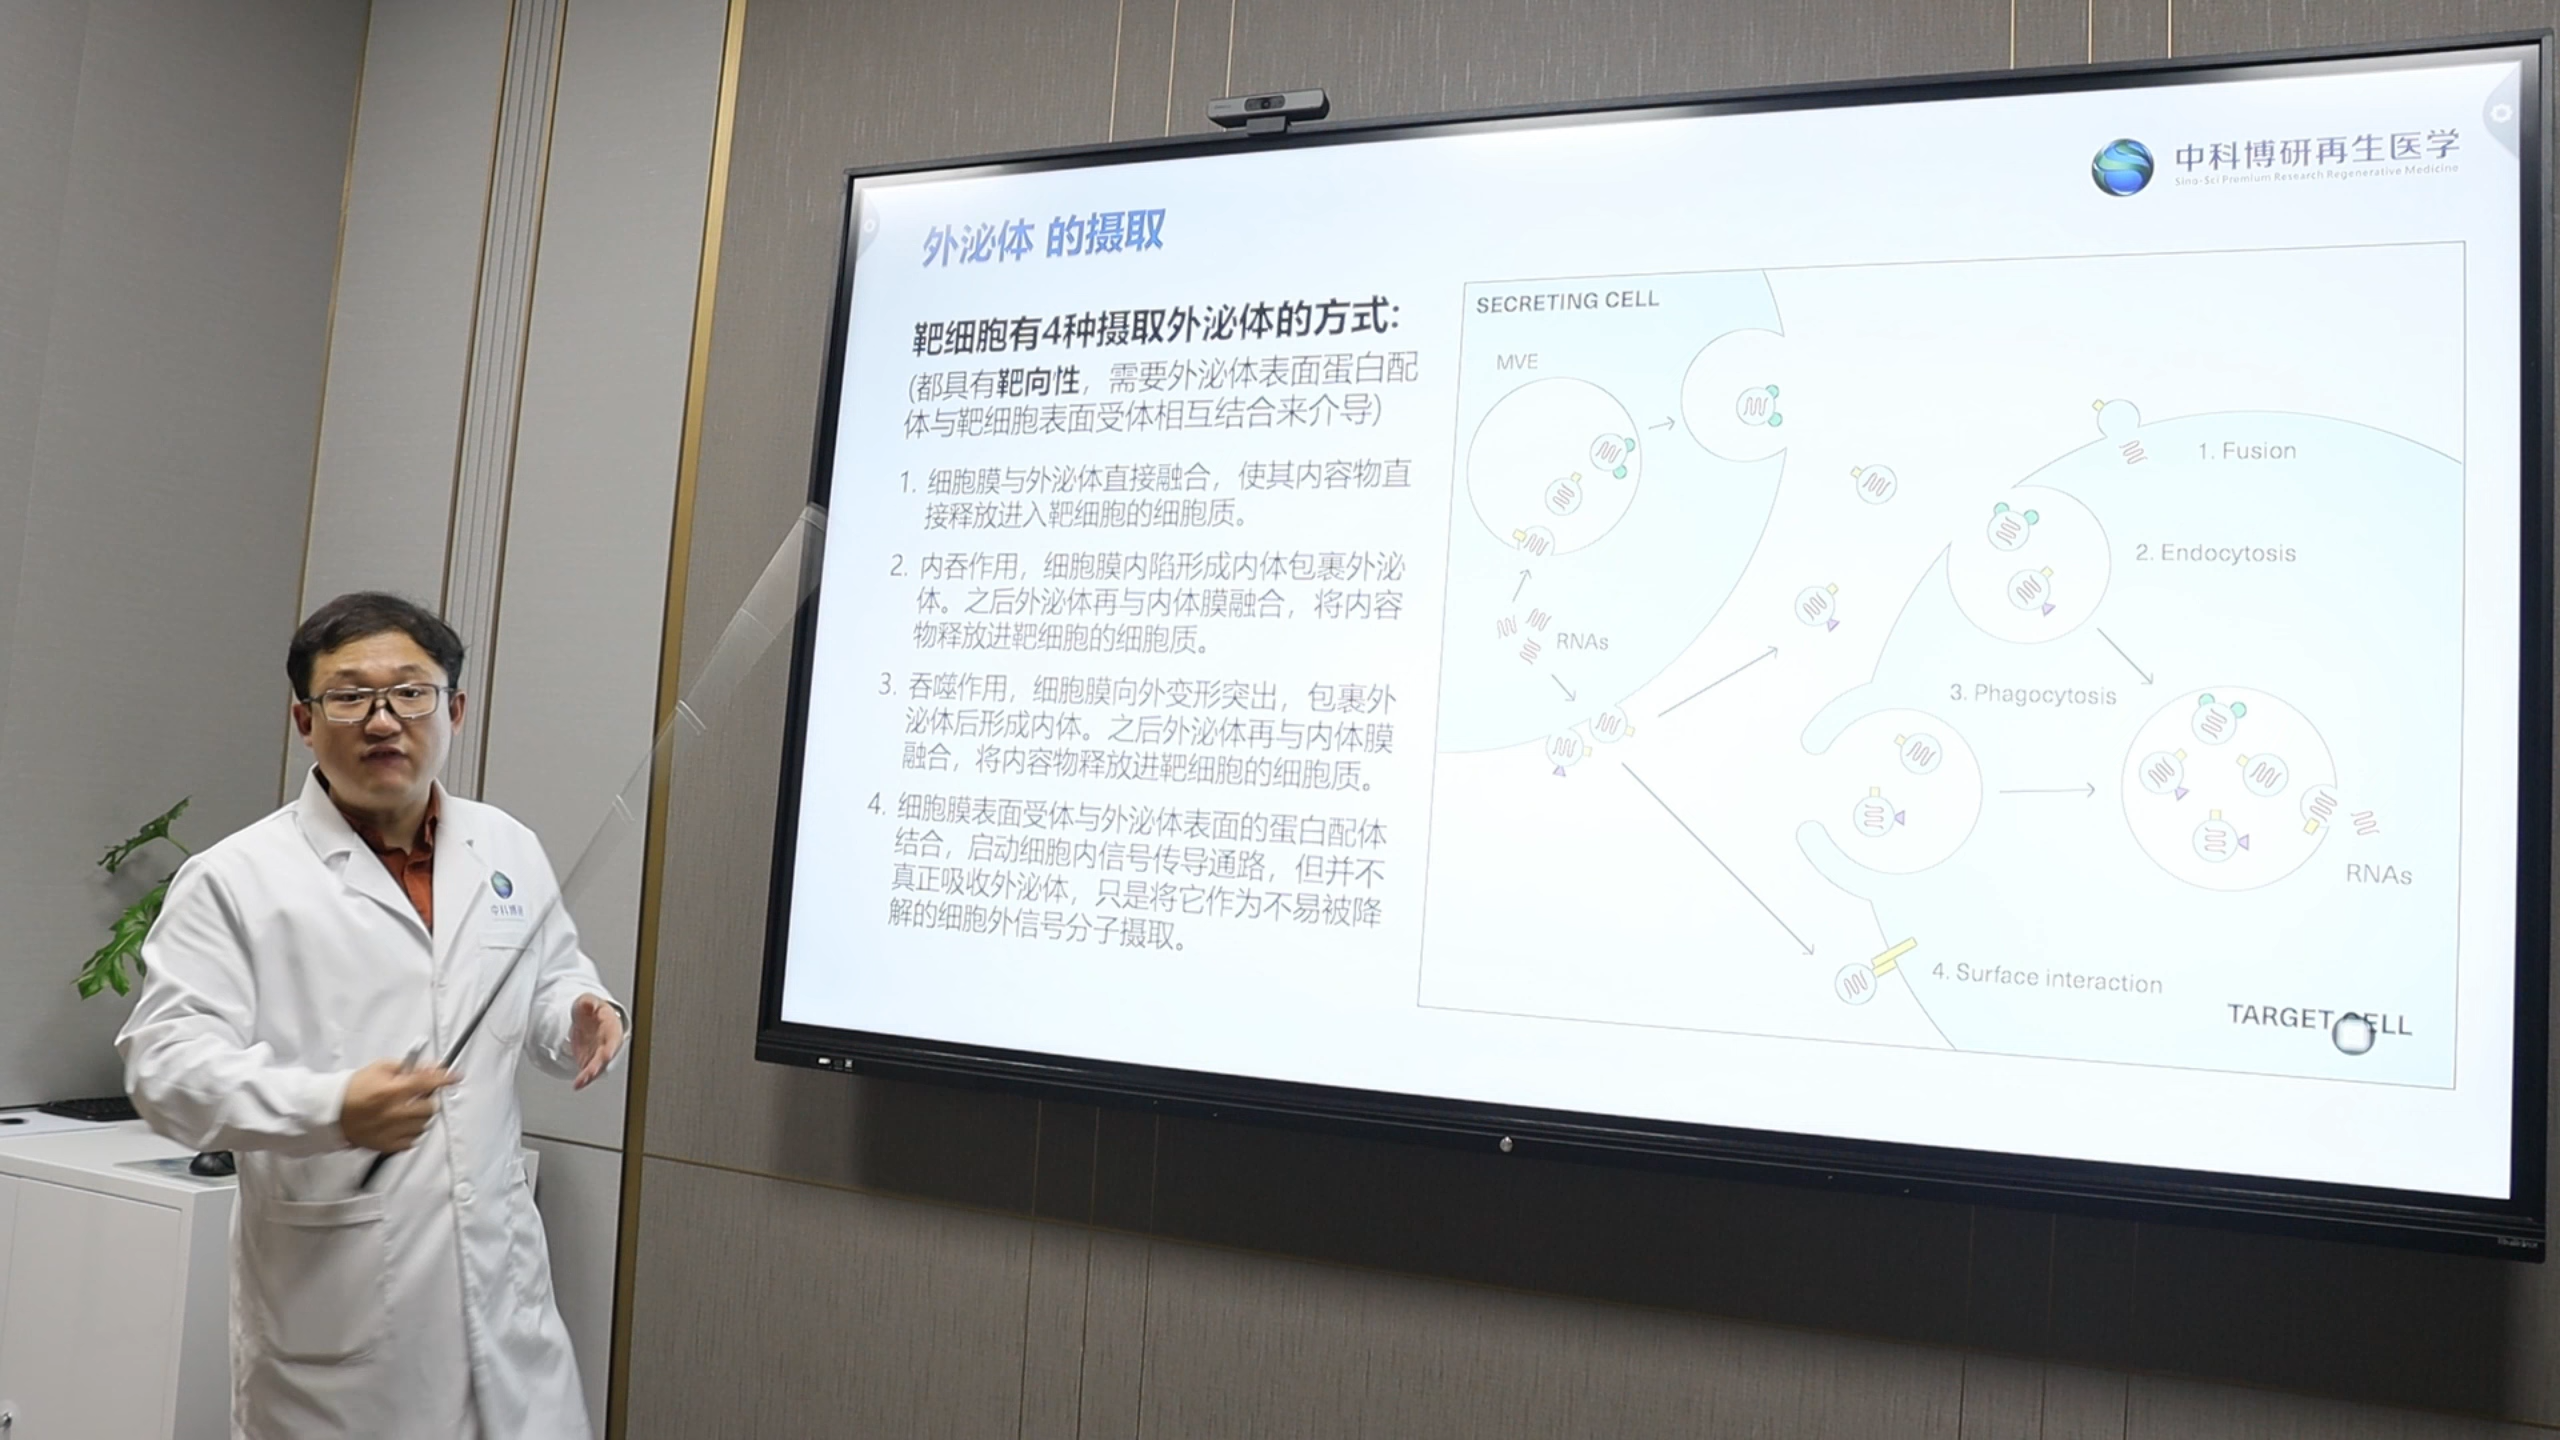 中科博研再生医学
Sino-Sci Premium Research Regenerative Medicine
外泌体 的摄取
靶细胞有4种摄取外泌体的方式:
(都具有靶向性，需要外泌体表面蛋白配
体与靶细胞表面受体相互结合来介导)
1. 细胞膜与外泌体直接融合，使其内容物直
接释放进入靶细胞的细胞质。
2. 内吞作用，细胞膜内陷形成内体包裹外泌
体。之后外泌体再与内体膜融合，将内容
物释放进靶细胞的细胞质。
3. 吞噬作用，细胞膜向外变形突出，包裹外
泌体后形成内体。之后外泌体再与内体膜
融合，将内容物释放进靶细胞的细胞质。
4. 细胞膜表面受体与外泌体表面的蛋白配体
结合，启动细胞内信号传导通路，但并不
真正吸收外泌体，只是将它作为不易被降
解的细胞外信号分子摄取。
SECRETING CELL
MVE
RNAs
1. Fusion
2. Endocytosis
3. Phagocytosis
RNAs
4. Surface interaction
TARGET CELL
中科博研